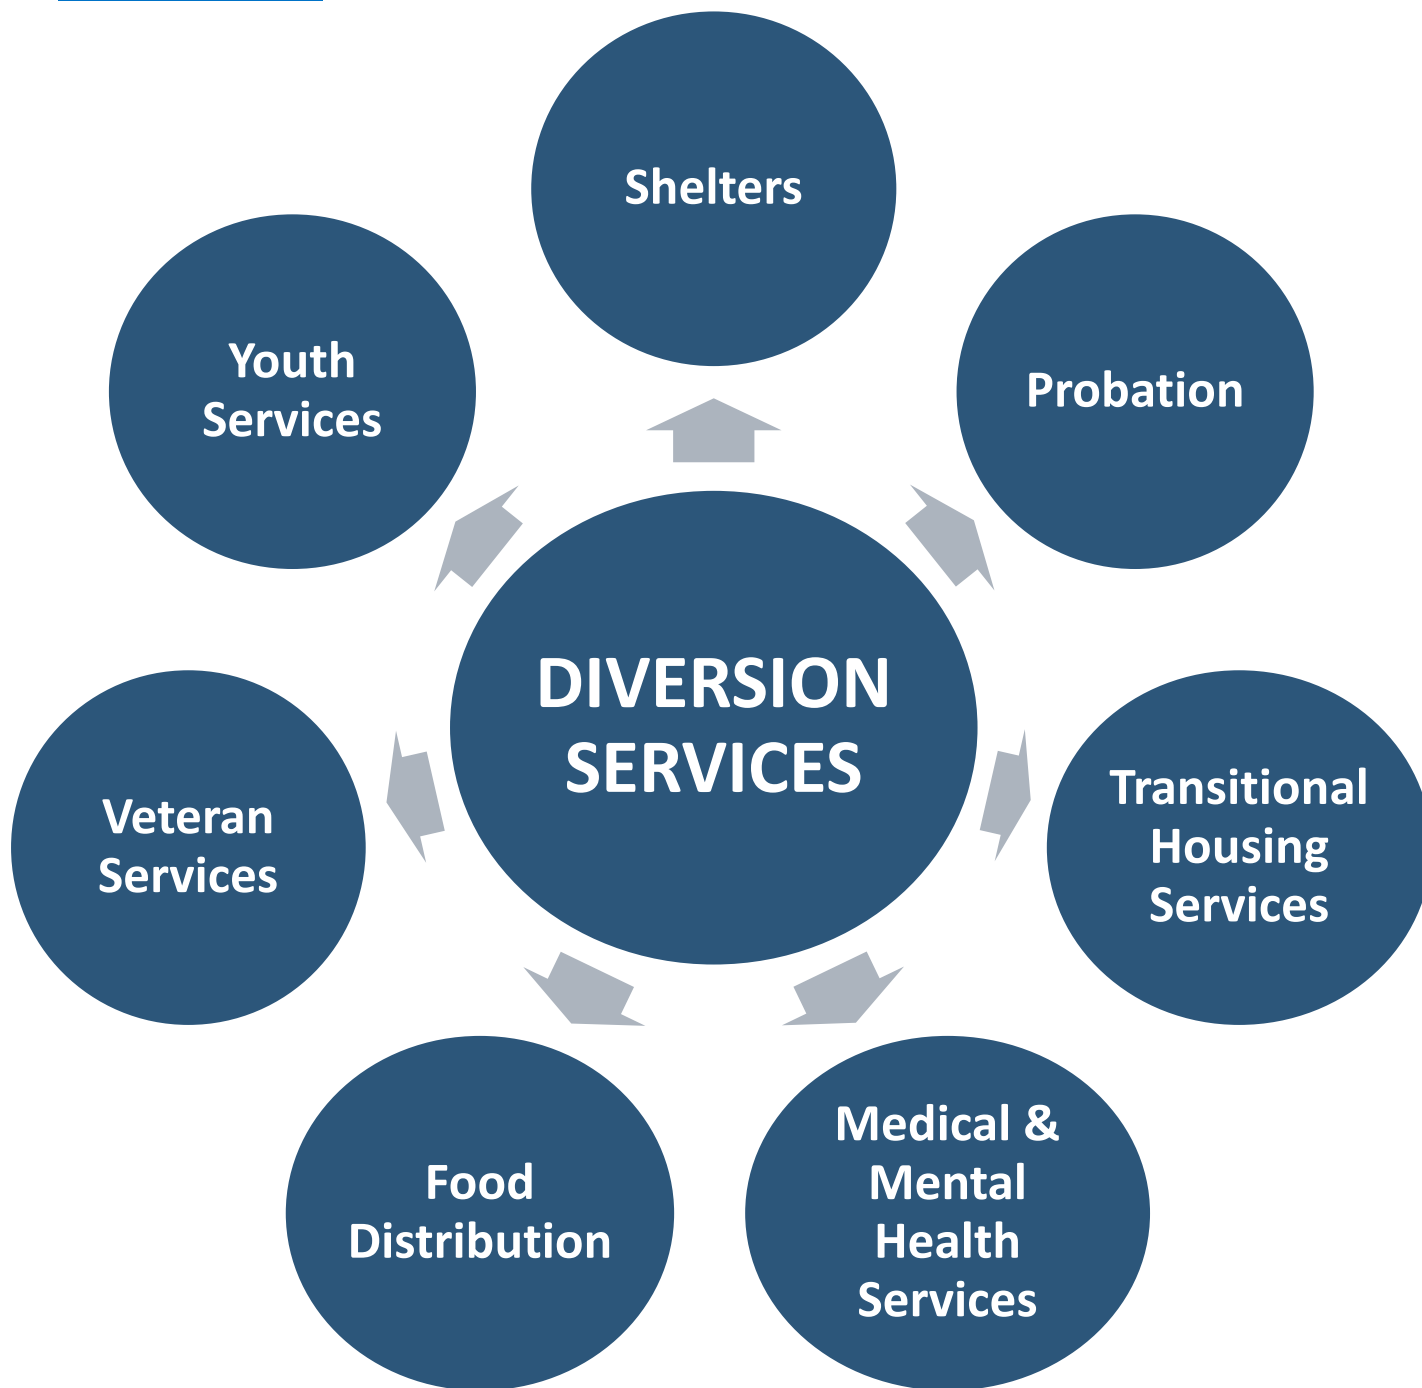 Shelters
Probation
Transitional
Housing
Services
Medical &
Mental
Health
Services
Food
Distribution
Veteran
Services
Youth
Services
DIVERSION
SERVICES